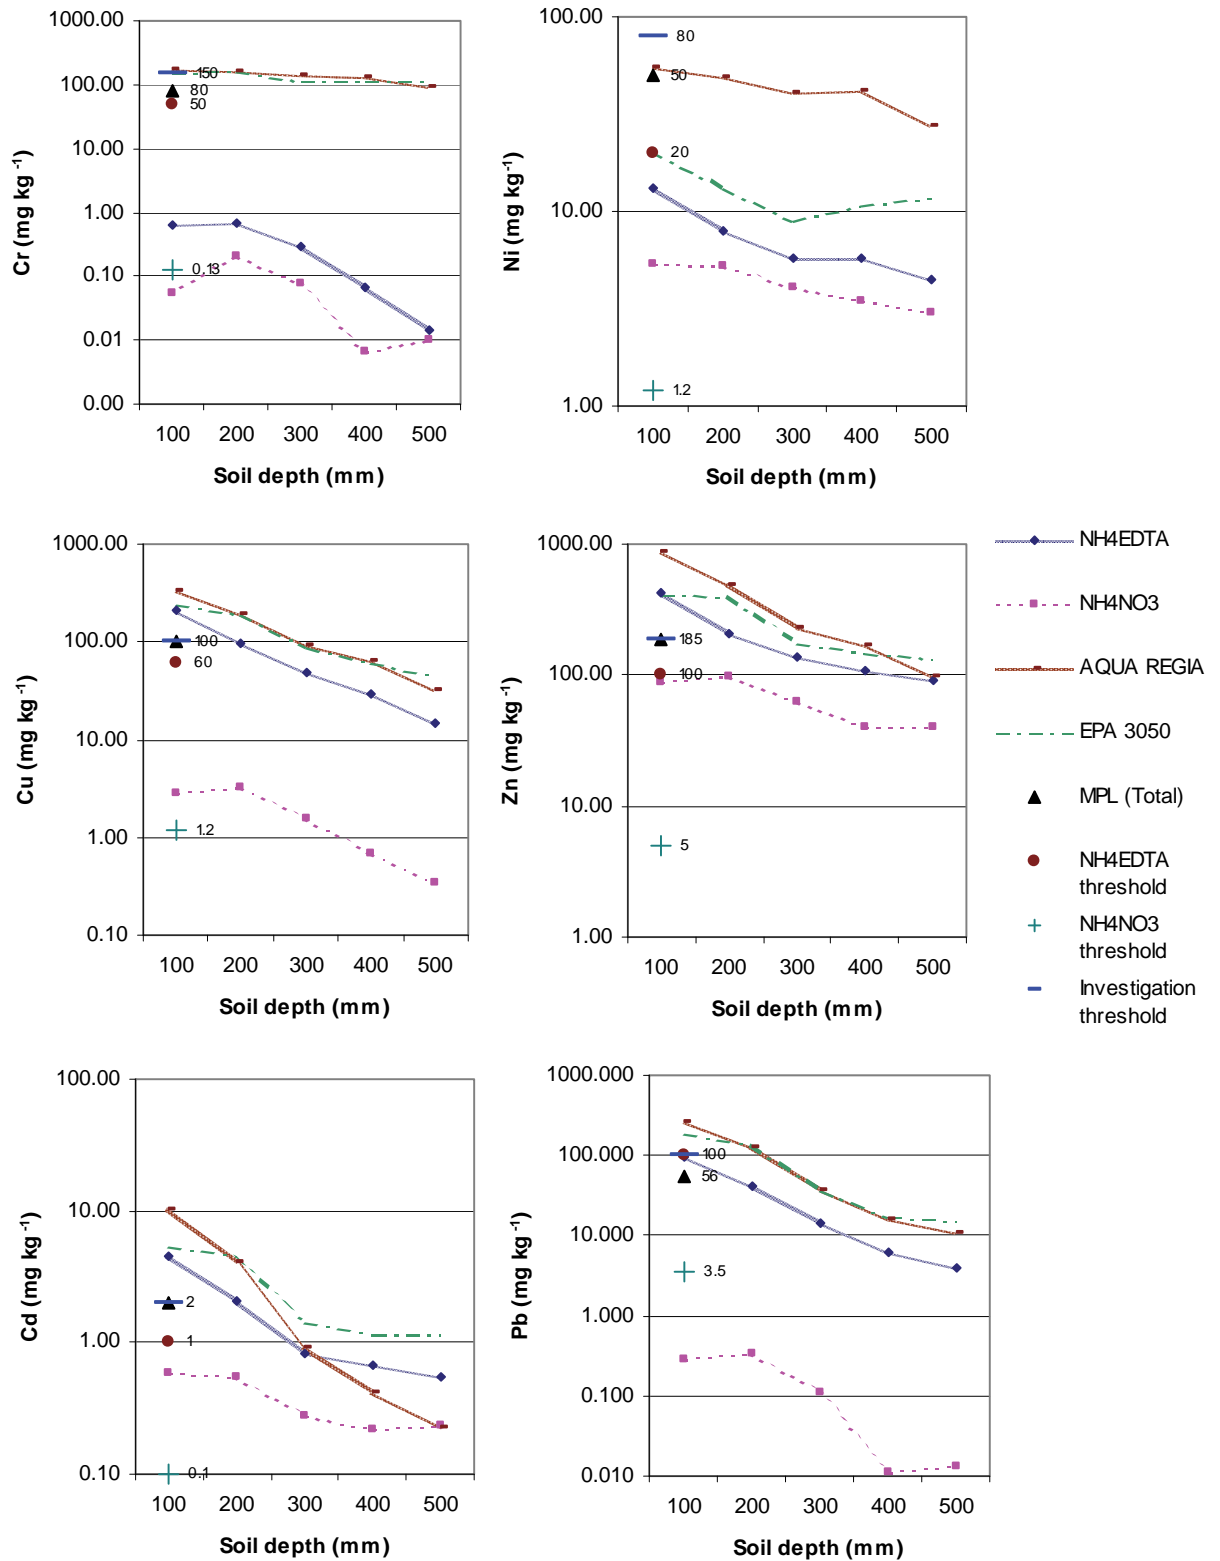 1000.00
100.00
10.00
1.00
0.10
0.01
0.00
Cr (mg kg -1)
150
80
50
0.13
100 200 300 400 500
Soil depth (mm)
100.00
10.00
1.00
Ni (mg kg -1)
80
50
20
1.2
100 200 300 400 500
Soil depth (mm)
1000.00
100.00
10.00
1.00
0.10
Cu (mg kg -1)
100
60
1.2
100 200 300 400 500
Soil depth (mm)
1000.00
100.00
10.00
1.00
Zn (mg kg -1)
185
100
5
100 200 300 400 500
Soil depth (mm)
NH4EDTA
NH4NO3
AQUA REGIA
EPA 3050
MPL (Total)
NH4EDTA
threshold
NH4NO3
threshold
Investigation
threshold
100.00
10.00
1.00
0.10
Cd (mg kg -1)
2
1
0.1
100 200 300 400 500
Soil depth (mm)
1000.000
100.000
10.000
1.000
0.100
0.010
Pb (mg kg -1)
100
56
3.5
100 200 300 400 500
Soil depth (mm)